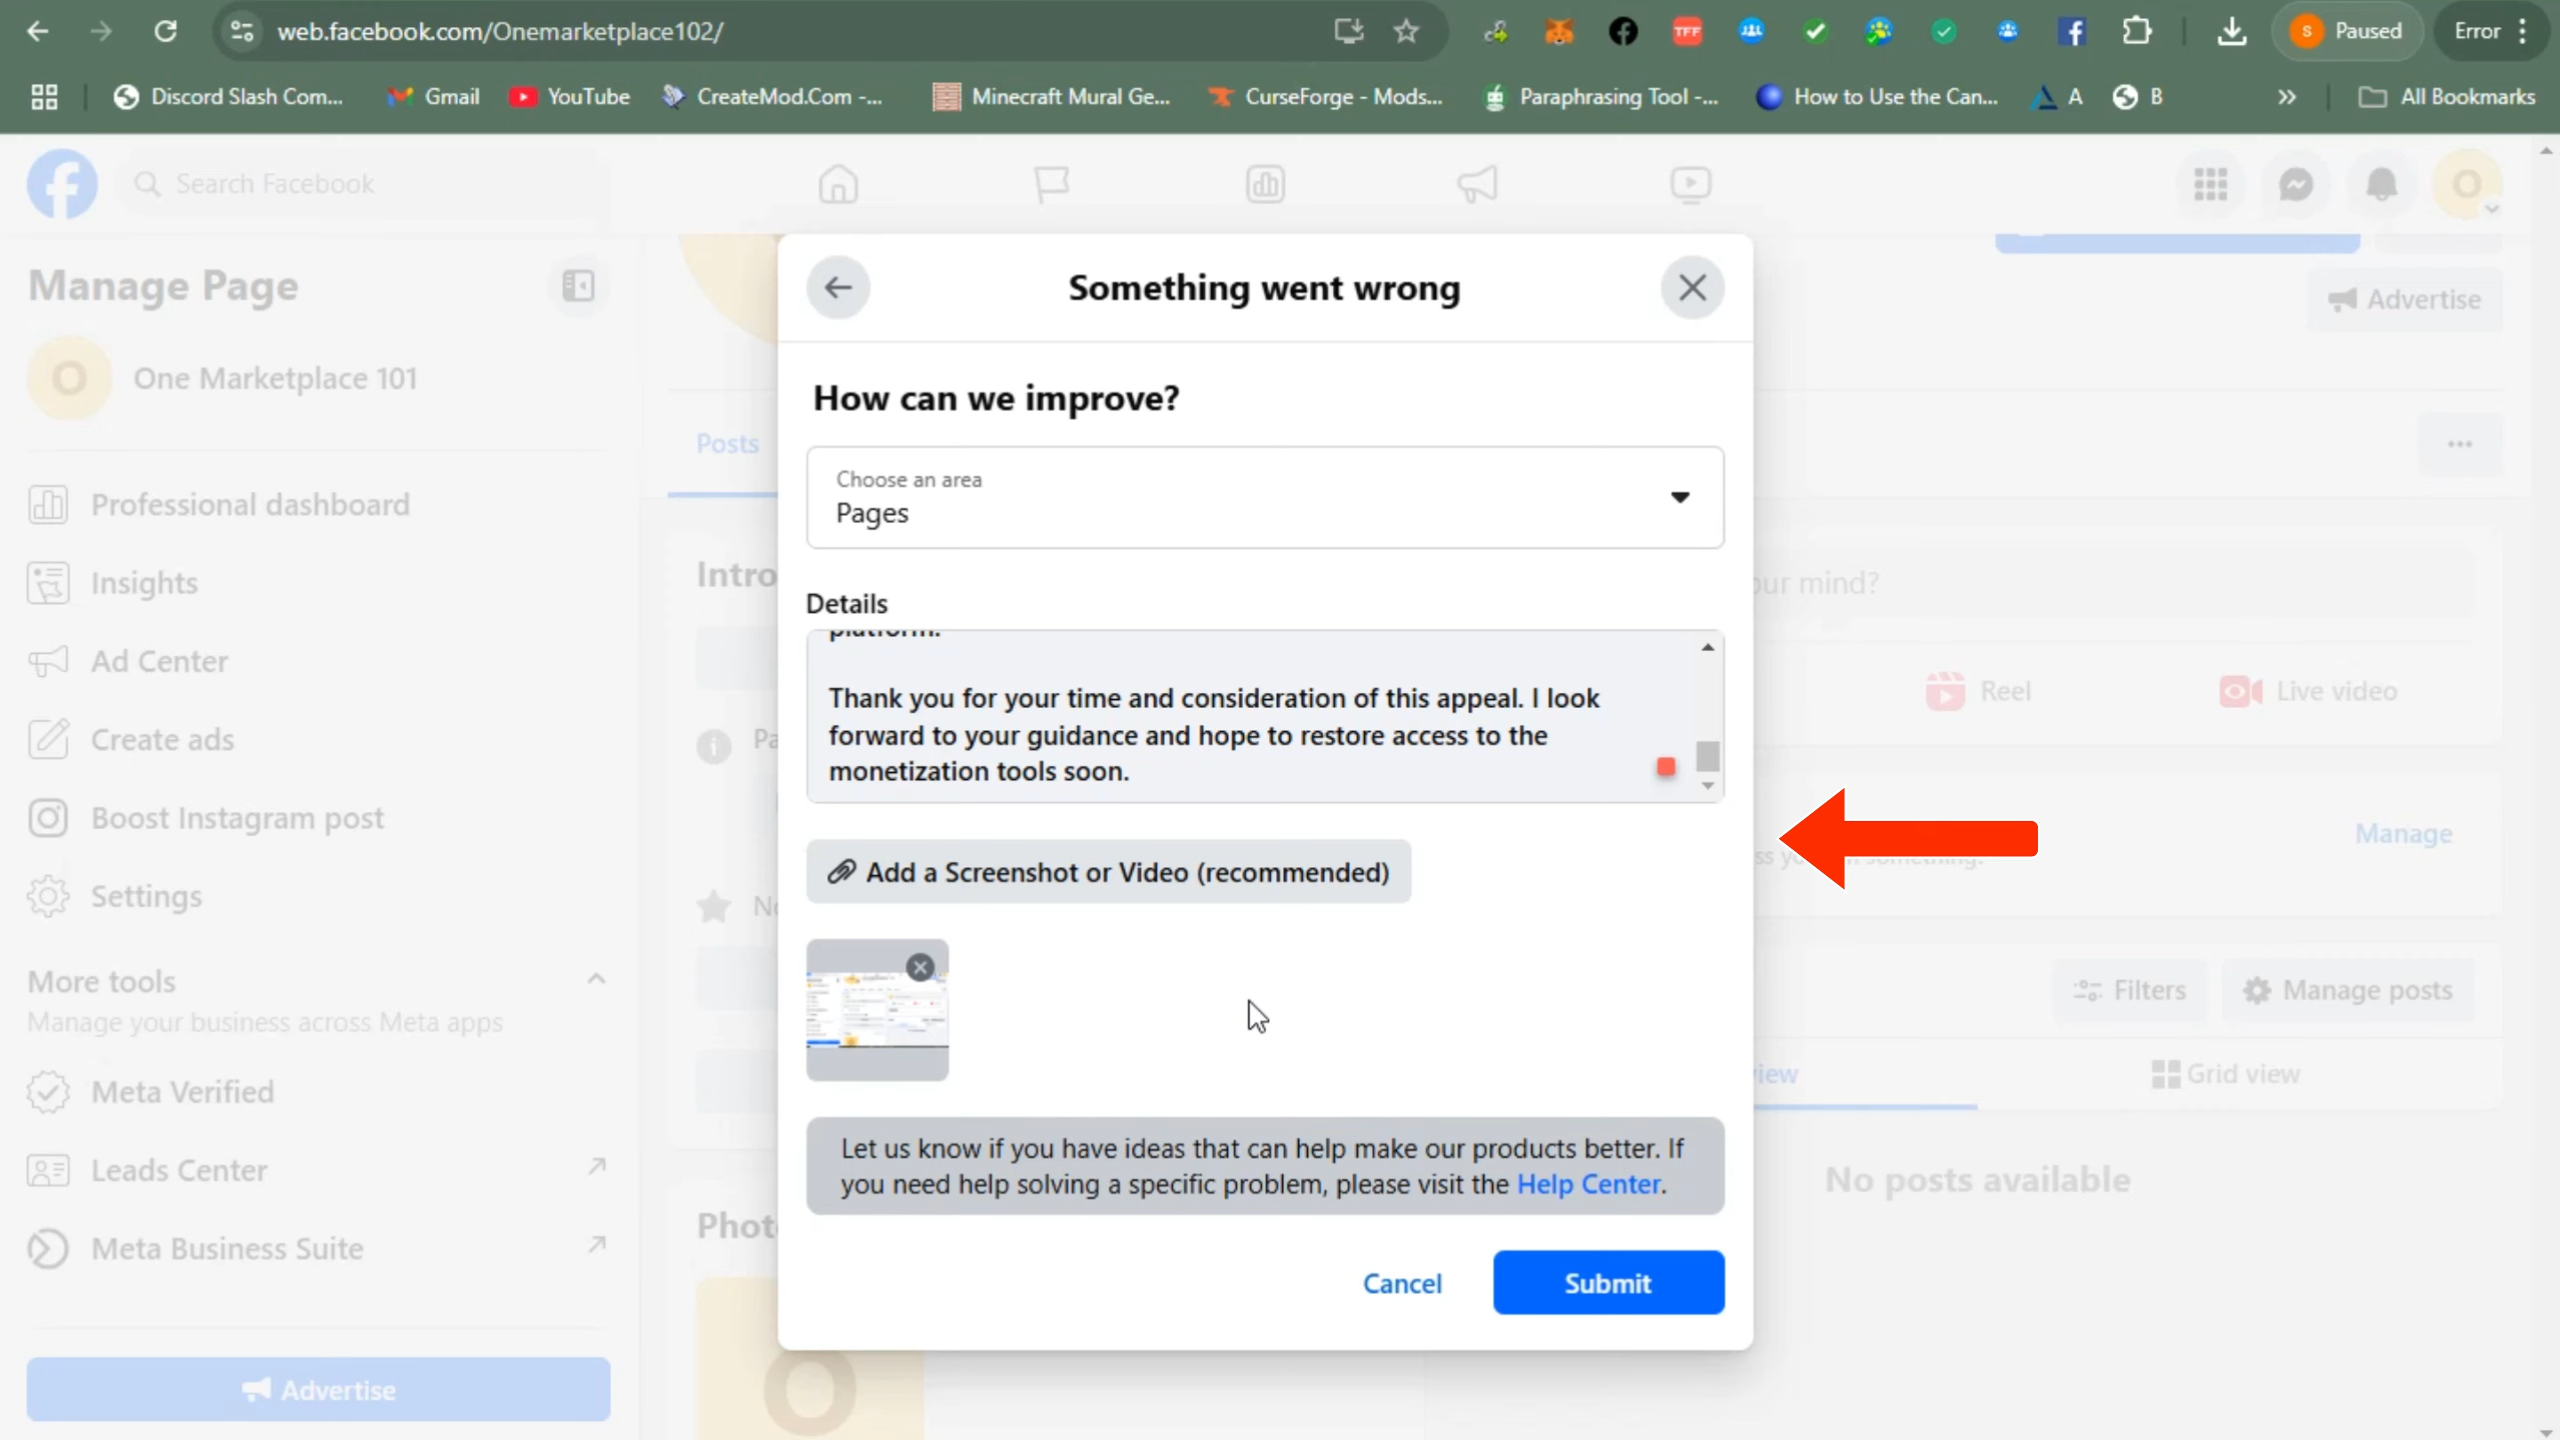 web.facebook.com/Onemarketplace102/
TFF
S
Paused
Error
Discord Slash Com...
Gmail
YouTube
CreateMod.Com -...
Minecraft Mural Ge...
CurseForge - Mods...
Paraphrasing Tool -...
How to Use the Can...
A
B
All Bookmarks
Search Facebook
O
Manage Page
O
One Marketplace 101
Professional dashboard
Insights
Ad Center
Create ads
Boost Instagram post
Settings
More tools
Manage your business across Meta apps
Meta Verified
Leads Center
Meta Business Suite
Advertise
Advertise
Posts
Intro
Photo
O
Something went wrong
How can we improve?
Choose an area
Pages
Details
platform.
Thank you for your time and consideration of this appeal. I look
forward to your guidance and hope to restore access to the
monetization tools soon.
Add a Screenshot or Video (recommended)
Let us know if you have ideas that can help make our products better. If
you need help solving a specific problem, please visit the Help Center.
Cancel
Submit
our mind?
Reel
Live video
Manage
something.
Filters
Manage posts
view
Grid view
No posts available